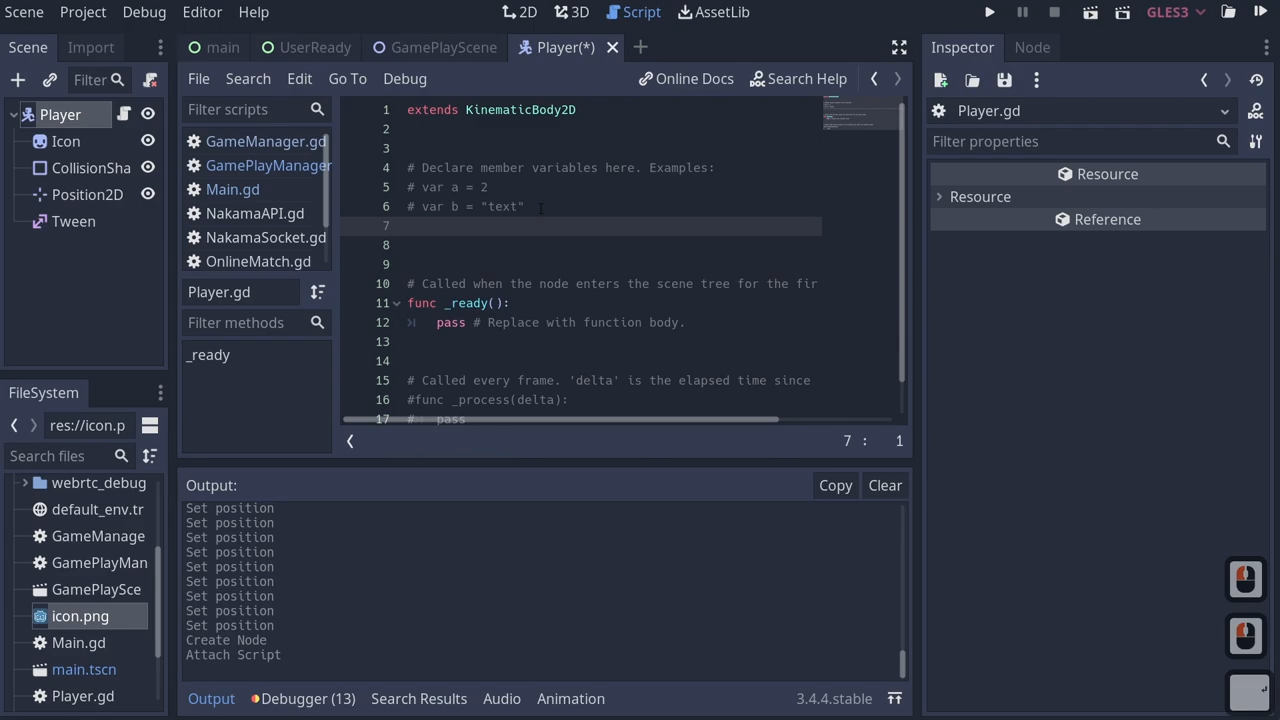 Scene Project Debug Editor Help
2D 3D Script AssetLib
GLES3
Scene Import
Filter
Player
Icon
CollisionSha
Position2D
Tween
FileSystem
res://icon.p
Search files
webrtc_debug
default_env.tr
GameManage
GamePlayMan
GamePlaySce
icon.png
Main.gd
main.tscn
Player.gd
main UserReady GamePlayScene Player(*)
File Search Edit Go To Debug
Online Docs Search Help
Filter scripts
GameManager.gd
GamePlayManager
Main.gd
NakamaAPI.gd
NakamaSocket.gd
OnlineMatch.gd
Player.gd
Filter methods
_ready
1 extends KinematicBody2D
2
3
4 # Declare member variables here. Examples:
5 # var a = 2
6 # var b = "text"
7
8
9
10 # Called when the node enters the scene tree for the fir
11 func _ready():
12 pass # Replace with function body.
13
14
15 # Called every frame. 'delta' is the elapsed time since
16 #func _process(delta):
17 # pass
7 : 1
Output:
Copy Clear
Set position
Set position
Set position
Set position
Set position
Set position
Set position
Set position
Set position
Create Node
Attach Script
Output Debugger (13) Search Results Audio Animation
3.4.4.stable
Inspector Node
Player.gd
Filter properties
Resource
Resource
Reference